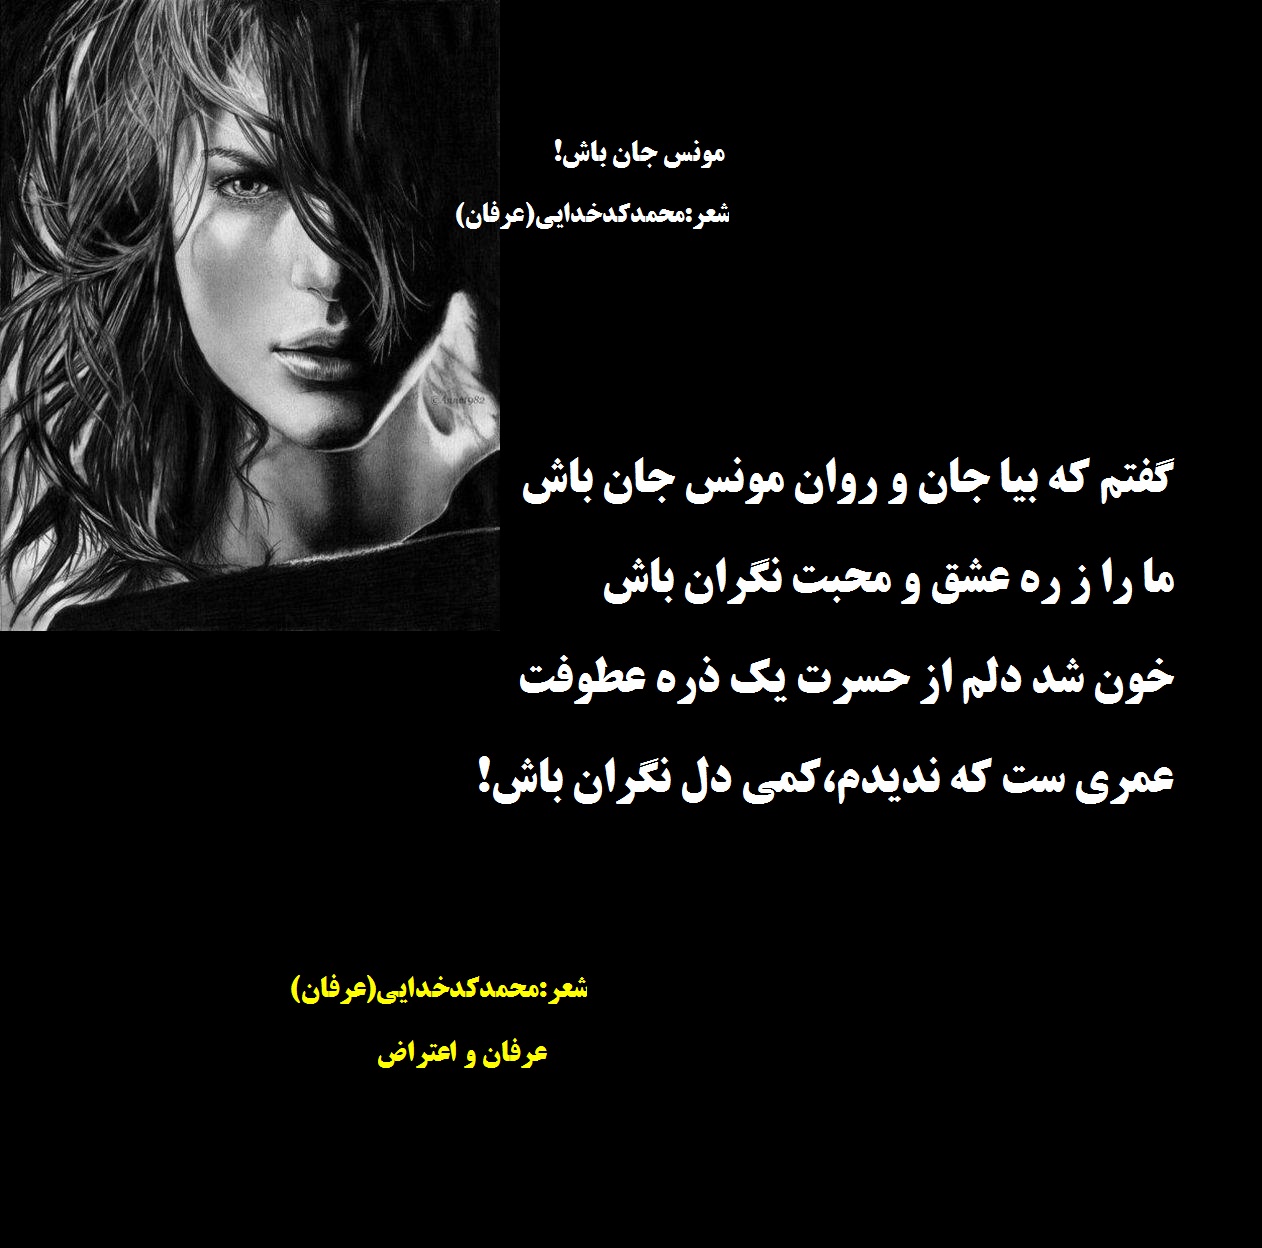 مونس جان باش!
شعر:محمدکدخدایی(عرفان)
©Anne1982
گفتم که بیا جان و روان مونس جان باش
ما را ز ره عشق و محبت نگران باش
خون شد دلم از حسرت یک ذره عطوفت
عمری ست که ندیدم،کمی دل نگران باش!
شعر:محمدکدخدایی(عرفان)
عرفان و اعتراض